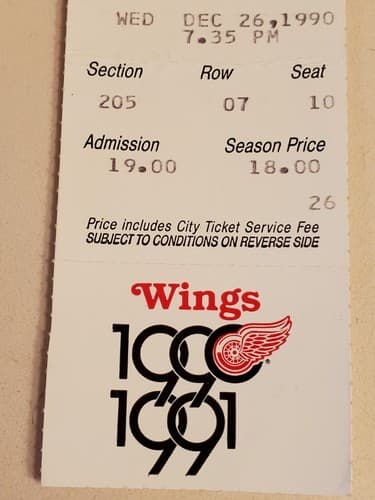 WED DEC 26,1990
7.35 PM
Section Row Seat
205 07 10
Admission Season Price
19.00 18.00
26
Price includes City Ticket Service Fee
SUBJECT TO CONDITIONS ON REVERSE SIDE
Wings
1990
1991